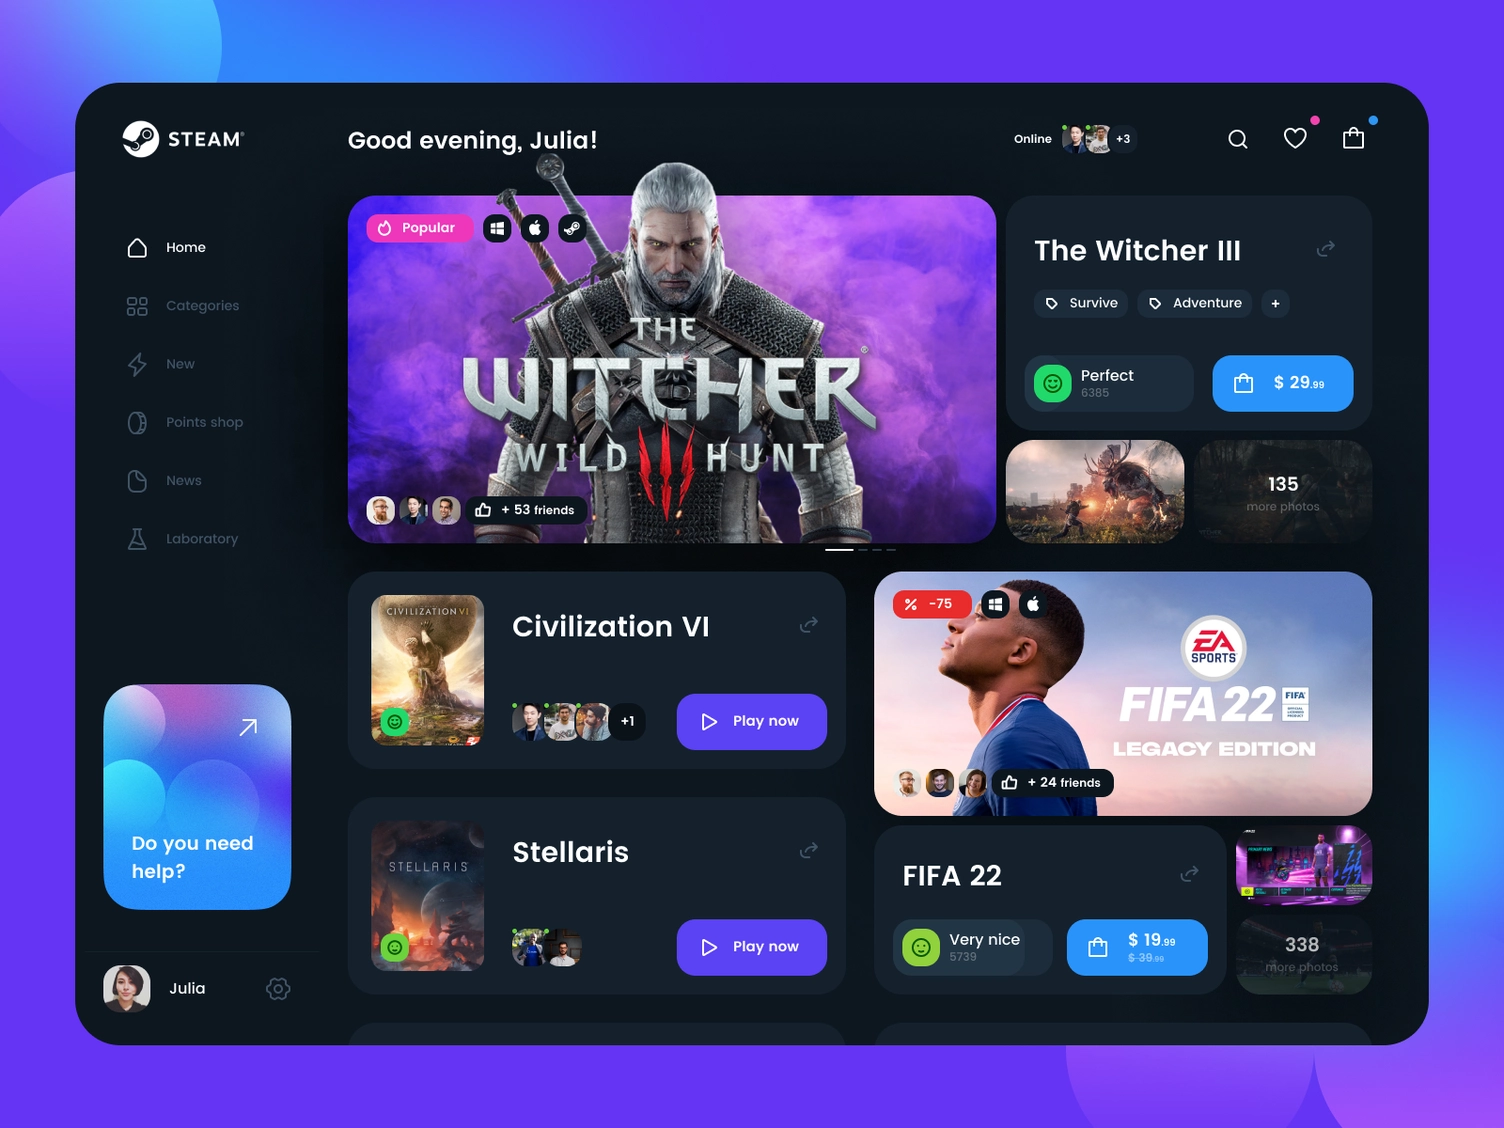 STEAM
Good evening, Julia!
Online
+3
Home
Categories
New
Points shop
News
Laboratory
Do you need
help?
Julia
Popular
THE
WITCHER
WILD HUNT
+ 53 friends
The Witcher III
Survive
Adventure
+
Perfect
6385
$ 29.99
135
more photos
CIVILIZATION VI
Civilization VI
+1
Play now
STELLARIS
Stellaris
Play now
-75
EA
SPORTS
FIFA 22
FIFA
OFFICIAL
LICENSED
PRODUCT
LEGACY EDITION
+ 24 friends
FIFA 22
Very nice
5739
$ 19.99
$ 39.99
338
more photos